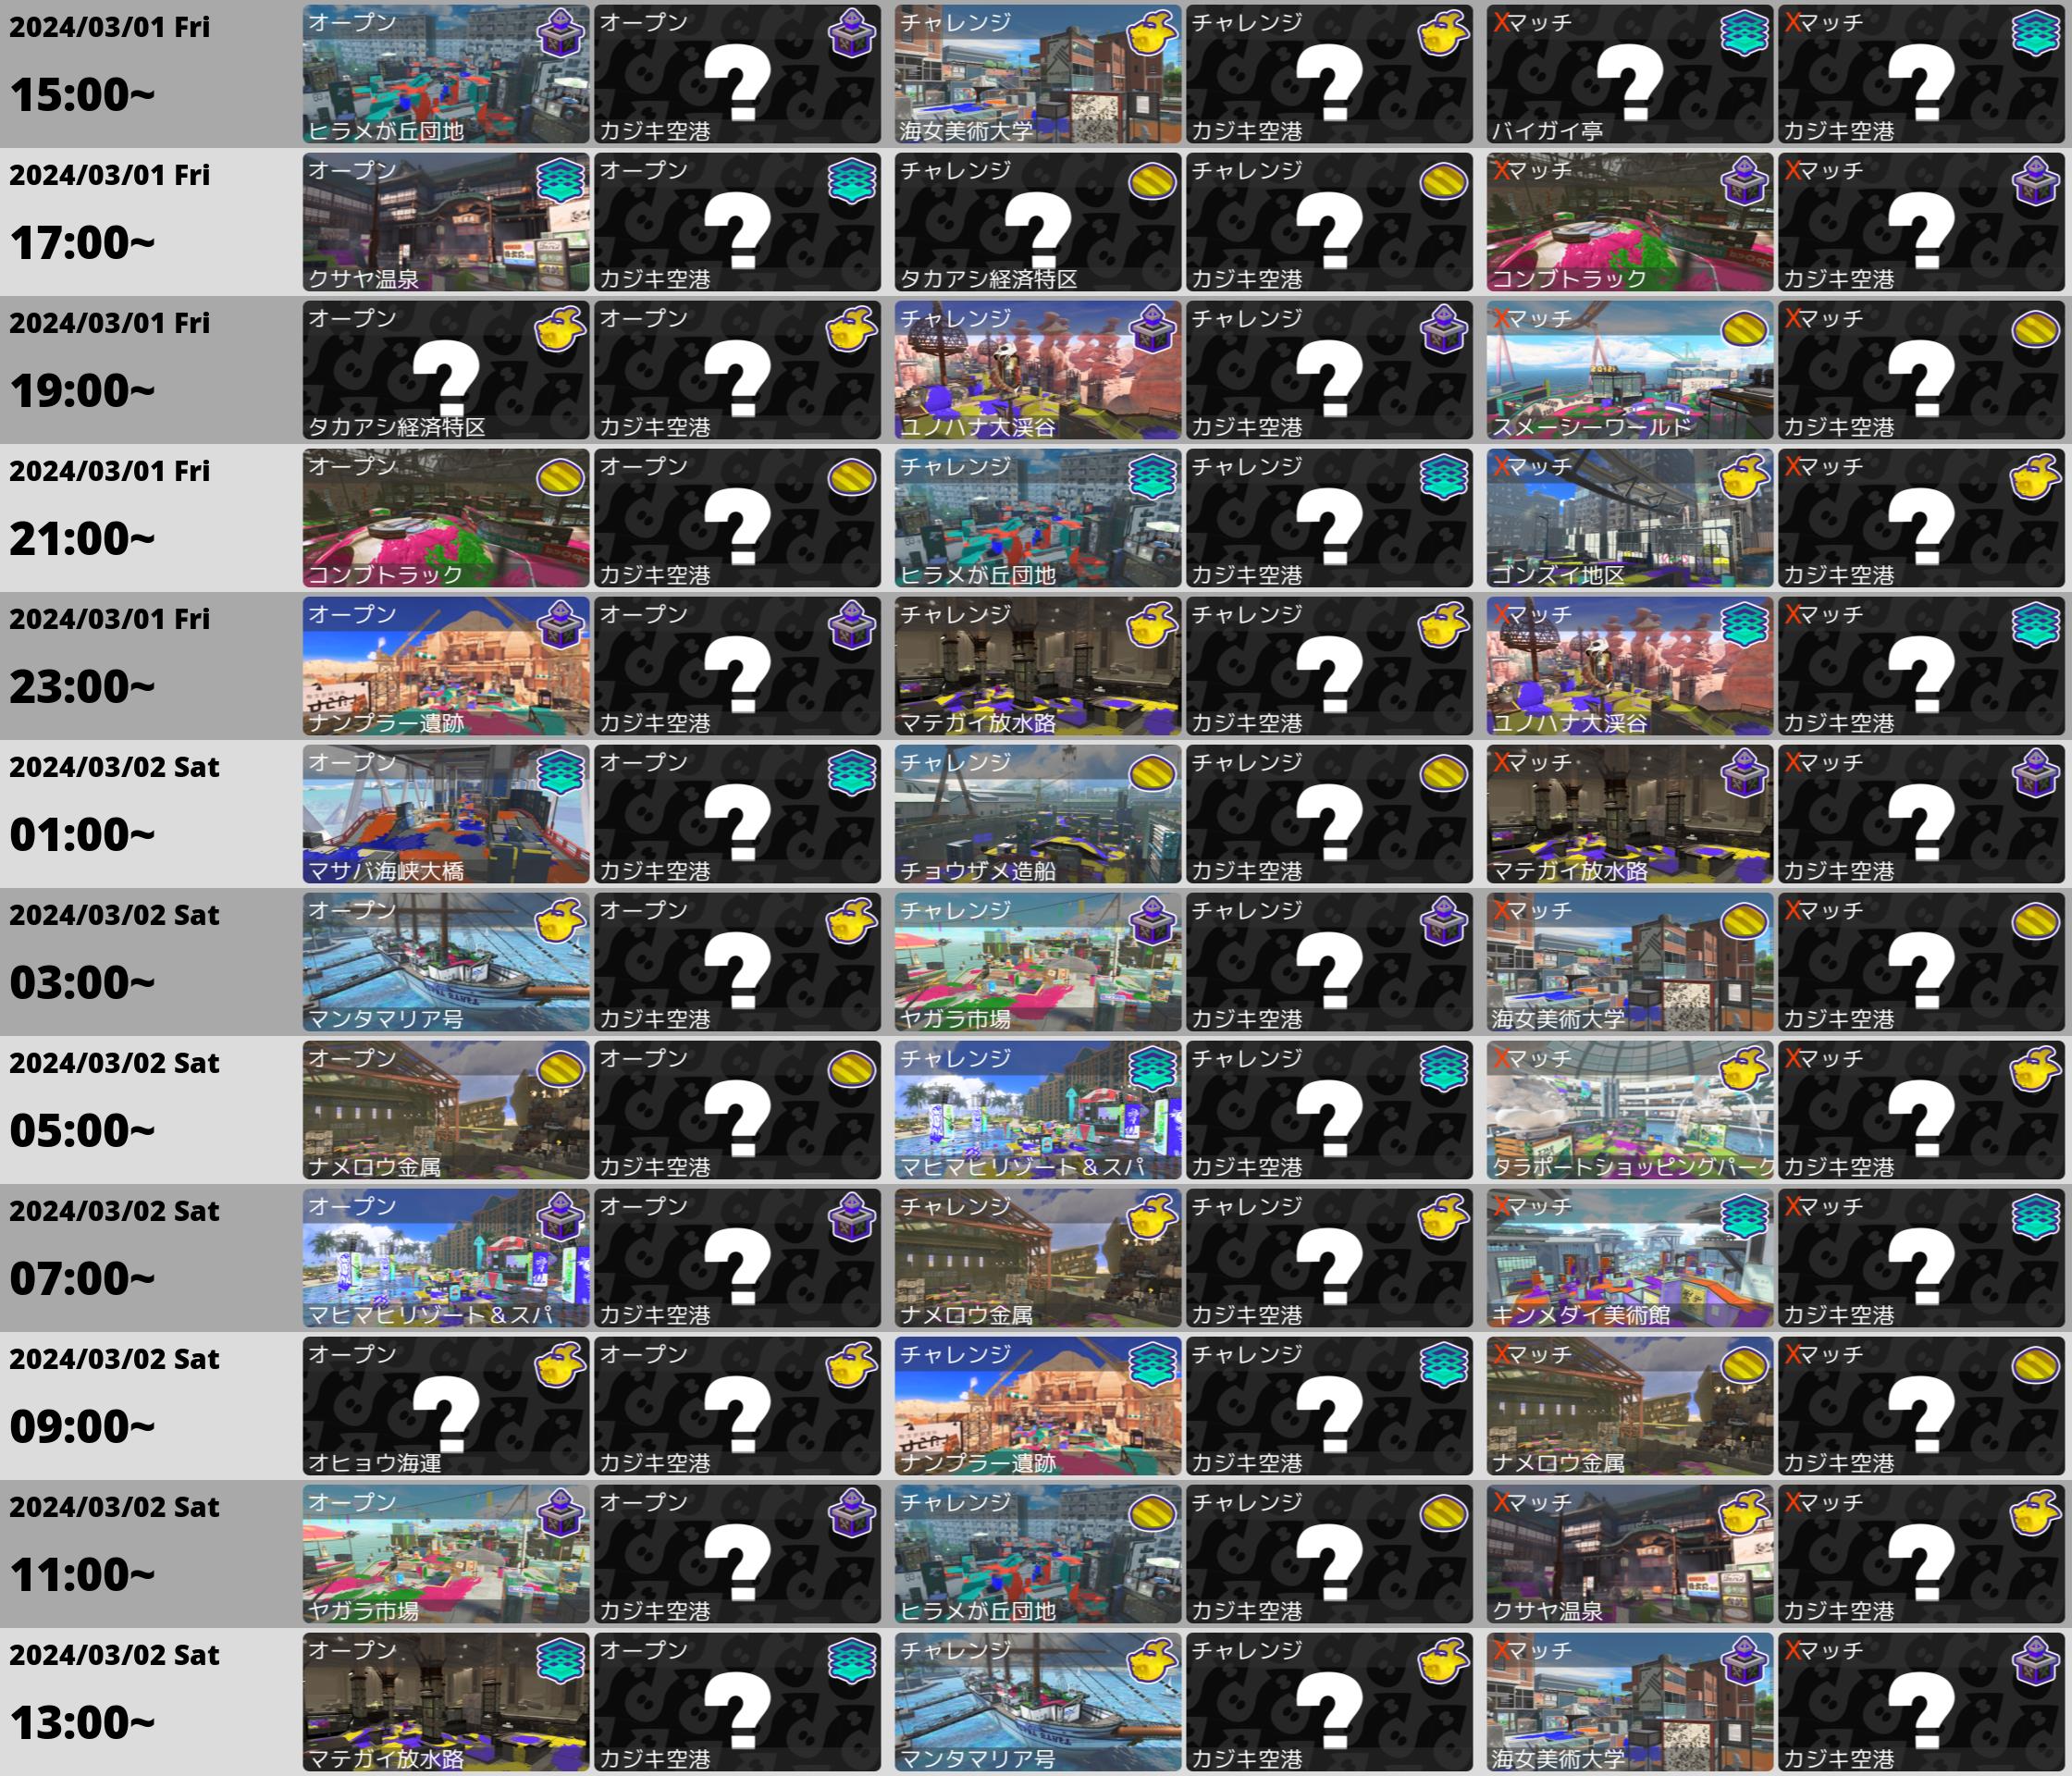 2024/03/01 Fri
15:00~
オープン オープン チャレンジ チャレンジ Xマッチ Xマッチ
ヒラメが丘団地 カジキ空港 海女美術大学 カジキ空港 バイガイ亭 カジキ空港
2024/03/01 Fri
17:00~
オープン オープン チャレンジ チャレンジ Xマッチ Xマッチ
クサヤ温泉 カジキ空港 タカアシ経済特区 カジキ空港 コンブトラック カジキ空港
2024/03/01 Fri
19:00~
オープン オープン チャレンジ チャレンジ Xマッチ Xマッチ
タカアシ経済特区 カジキ空港 ユノハナ大渓谷 カジキ空港 スメーシーワールド カジキ空港
2024/03/01 Fri
21:00~
オープン オープン チャレンジ チャレンジ Xマッチ Xマッチ
コンブトラック カジキ空港 ヒラメが丘団地 カジキ空港 ゴンズイ地区 カジキ空港
2024/03/01 Fri
23:00~
オープン オープン チャレンジ チャレンジ Xマッチ Xマッチ
ナンプラー遺跡 カジキ空港 マテガイ放水路 カジキ空港 ユノハナ大渓谷 カジキ空港
2024/03/02 Sat
01:00~
オープン オープン チャレンジ チャレンジ Xマッチ Xマッチ
マサバ海峡大橋 カジキ空港 チョウザメ造船 カジキ空港 マテガイ放水路 カジキ空港
2024/03/02 Sat
03:00~
オープン オープン チャレンジ チャレンジ Xマッチ Xマッチ
マンタマリア号 カジキ空港 ヤガラ市場 カジキ空港 海女美術大学 カジキ空港
2024/03/02 Sat
05:00~
オープン オープン チャレンジ チャレンジ Xマッチ Xマッチ
ナメロウ金属 カジキ空港 マヒマヒリゾート&スパ カジキ空港 タラポートショッピングパーク カジキ空港
2024/03/02 Sat
07:00~
オープン オープン チャレンジ チャレンジ Xマッチ Xマッチ
マヒマヒリゾート&スパ カジキ空港 ナメロウ金属 カジキ空港 キンメダイ美術館 カジキ空港
2024/03/02 Sat
09:00~
オープン オープン チャレンジ チャレンジ Xマッチ Xマッチ
オヒョウ海運 カジキ空港 ナンプラー遺跡 カジキ空港 ナメロウ金属 カジキ空港
2024/03/02 Sat
11:00~
オープン オープン チャレンジ チャレンジ Xマッチ Xマッチ
ヤガラ市場 カジキ空港 ヒラメが丘団地 カジキ空港 クサヤ温泉 カジキ空港
2024/03/02 Sat
13:00~
オープン オープン チャレンジ チャレンジ Xマッチ Xマッチ
マテガイ放水路 カジキ空港 マンタマリア号 カジキ空港 海女美術大学 カジキ空港